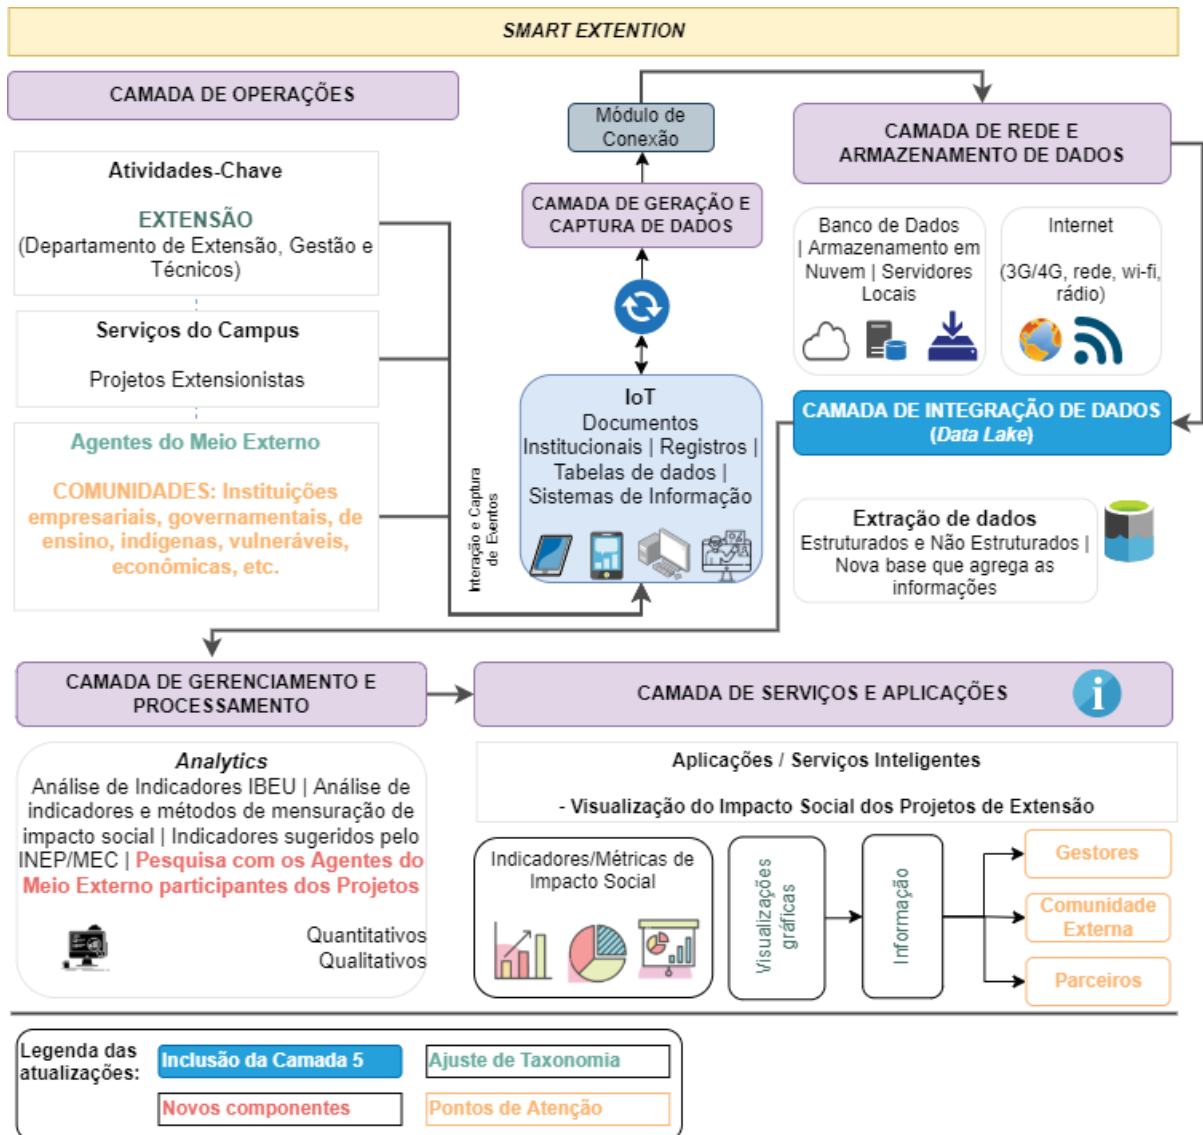 SMART EXTENTION
CAMADA DE OPERAÇÕES
Atividades-Chave
EXTENSÃO
(Departamento de Extensão, Gestão e
Técnicos)
Serviços do Campus
Projetos Extensionistas
Agentes do Meio Externo
COMUNIDADES: Instituições
empresariais, governamentais, de
ensino, indígenas, vulneráveis,
econômicas, etc.
Interação e Captura
de Eventos
Módulo de
Conexão
CAMADA DE GERAÇÃO E
CAPTURA DE DADOS
IoT
Documentos
Institucionais | Registros |
Tabelas de dados |
Sistemas de Informação
CAMADA DE REDE E
ARMAZENAMENTO DE DADOS
Banco de Dados
| Armazenamento em
Nuvem | Servidores
Locais
Internet
(3G/4G, rede, wi-fi,
rádio)
CAMADA DE INTEGRAÇÃO DE DADOS
(Data Lake)
Extração de dados
Estruturados e Não Estruturados |
Nova base que agrega as
informações
CAMADA DE GERENCIAMENTO E
PROCESSAMENTO
Analytics
Análise de Indicadores IBEU | Análise de
indicadores e métodos de mensuração de
impacto social | Indicadores sugeridos pelo
INEP/MEC | Pesquisa com os Agentes do
Meio Externo participantes dos Projetos
Quantitativos
Qualitativos
CAMADA DE SERVIÇOS E APLICAÇÕES
i
Aplicações / Serviços Inteligentes
- Visualização do Impacto Social dos Projetos de Extensão
Indicadores/Métricas de
Impacto Social
Visualizações
gráficas
Informação
Gestores
Comunidade
Externa
Parceiros
Legenda das
atualizações:
Inclusão da Camada 5
Ajuste de Taxonomia
Novos componentes
Pontos de Atenção